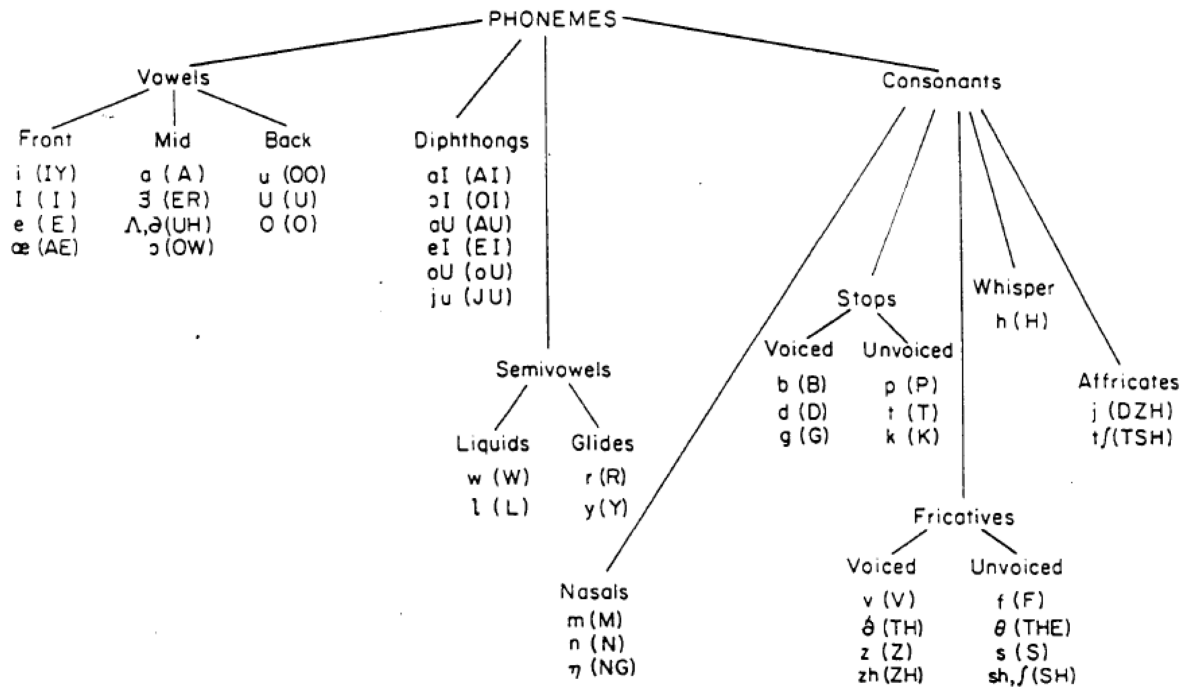 PHONEMES
Vowels
Consonants
Front
Mid
Back
Diphthongs
i (IY)
I (I)
e (E)
æ (AE)
a (A)
ɜ (ER)
Λ,ə(UH)
ɔ (OW)
u (OO)
U (U)
O (O)
aI (AI)
ɔI (OI)
aU (AU)
eI (EI)
oU (oU)
ju (JU)
Semivowels
Liquids
Glides
w (W)
l (L)
r (R)
y (Y)
Nasals
m (M)
n (N)
η (NG)
Stops
Voiced
Unvoiced
b (B)
d (D)
g (G)
p (P)
t (T)
k (K)
Whisper
h (H)
Fricatives
Voiced
Unvoiced
v (V)
ð (TH)
z (Z)
zh (ZH)
f (F)
θ (THE)
s (S)
sh,ʃ(SH)
Affricates
j (DZH)
tʃ(TSH)